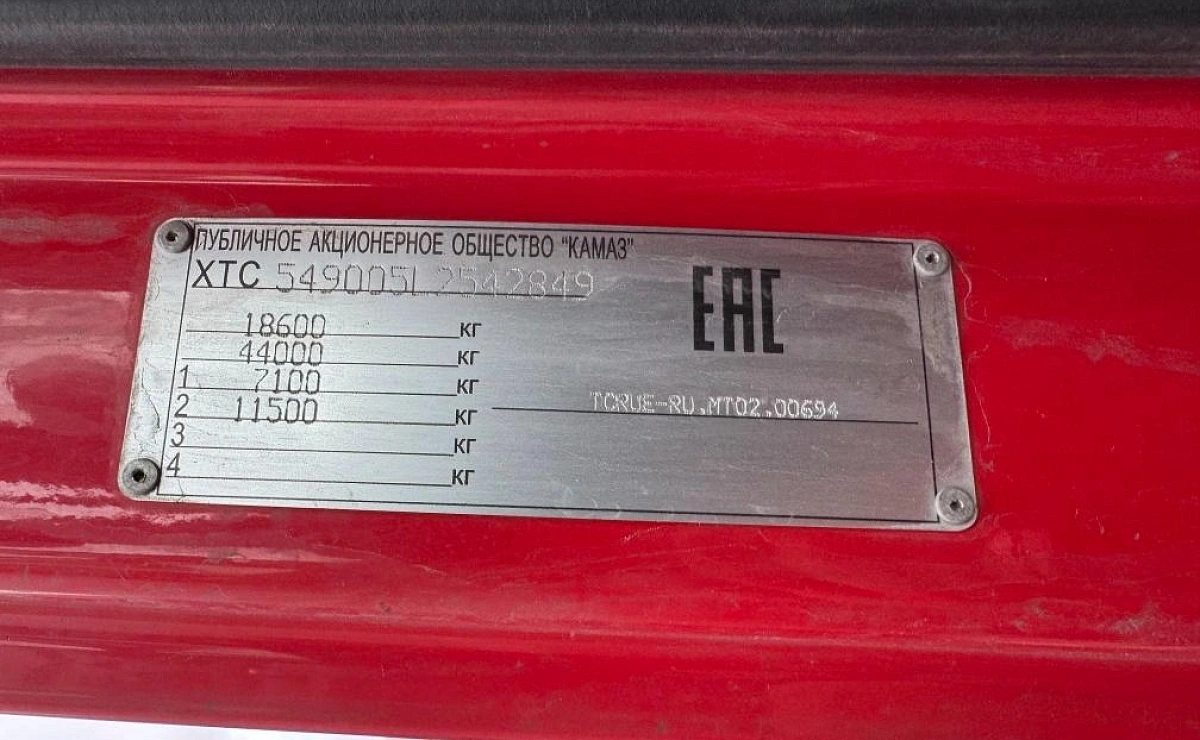 ПУБЛИЧНОЕ АКЦИОНЕРНОЕ ОБЩЕСТВО "КАМАЗ"
XTC 549005L2542849
EAC
18600 кг
44000 кг
1 7100 кг
2 11500 кг
TCRUE-RU.MT02.00694
3 кг
4 кг